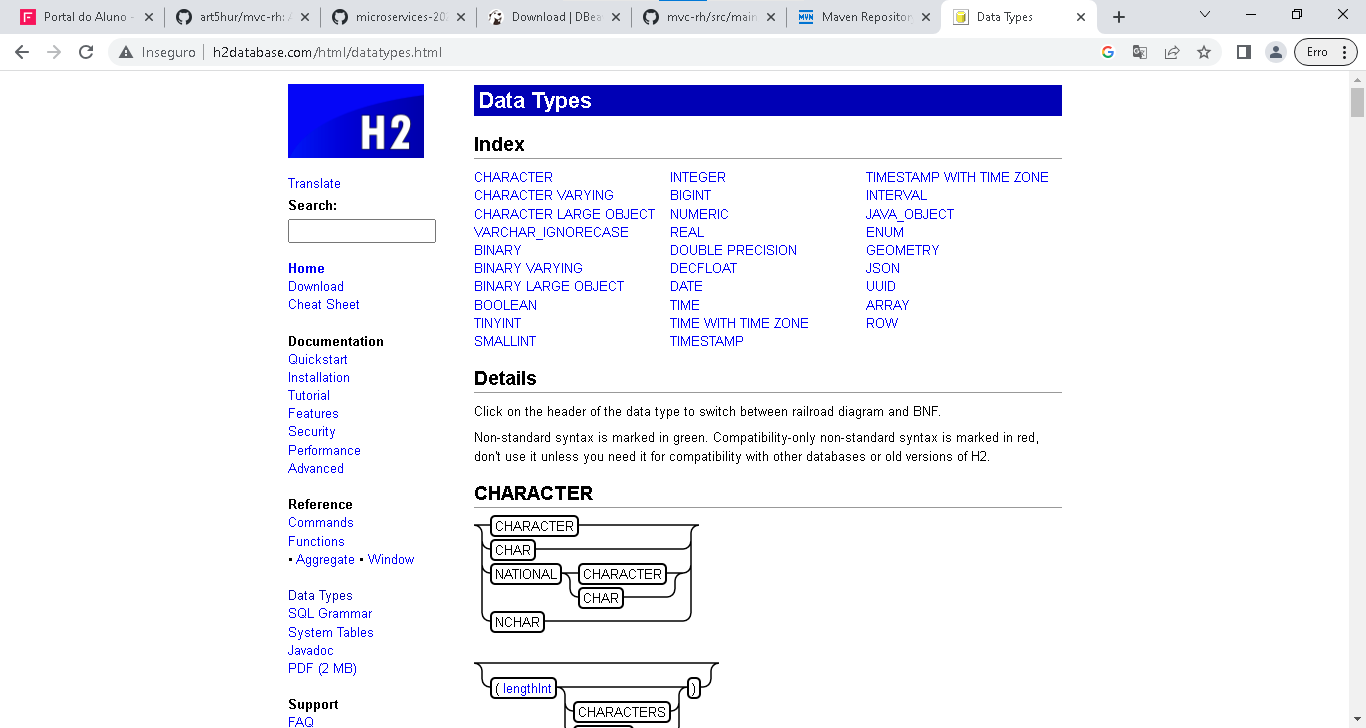 Portal do Aluno -
art5hur/mvc-rh:
microservices-20
Download | DBea
mvc-rh/src/main
MVN
Maven Repository
Data Types
Inseguro
h2database.com/html/datatypes.html
Erro
H2
Translate
Search:
Home
Download
Cheat Sheet
Documentation
Quickstart
Installation
Tutorial
Features
Security
Performance
Advanced
Reference
Commands
Functions
• Aggregate • Window
Data Types
SQL Grammar
System Tables
Javadoc
PDF (2 MB)
Support
FAQ
Data Types
Index
CHARACTER
CHARACTER VARYING
CHARACTER LARGE OBJECT
VARCHAR_IGNORECASE
BINARY
BINARY VARYING
BINARY LARGE OBJECT
BOOLEAN
TINYINT
SMALLINT
INTEGER
BIGINT
NUMERIC
REAL
DOUBLE PRECISION
DECFLOAT
DATE
TIME
TIME WITH TIME ZONE
TIMESTAMP
TIMESTAMP WITH TIME ZONE
INTERVAL
JAVA_OBJECT
ENUM
GEOMETRY
JSON
UUID
ARRAY
ROW
Details
Click on the header of the data type to switch between railroad diagram and BNF.
Non-standard syntax is marked in green. Compatibility-only non-standard syntax is marked in red,
don't use it unless you need it for compatibility with other databases or old versions of H2.
CHARACTER
CHARACTER
CHAR
NATIONAL CHARACTER
CHAR
NCHAR
( lengthInt )
CHARACTERS